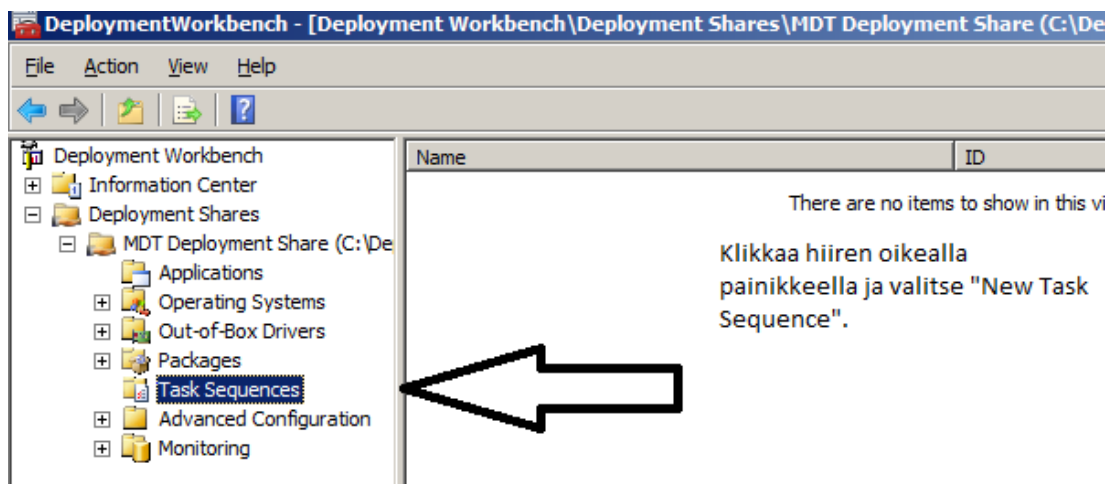 DeploymentWorkbench - [Deployment Workbench\Deployment Shares\MDT Deployment Share (C:\De
File Action View Help
Deployment Workbench
Information Center
Deployment Shares
MDT Deployment Share (C:\De
Applications
Operating Systems
Out-of-Box Drivers
Packages
Task Sequences
Advanced Configuration
Monitoring
Name ID
There are no items to show in this vi
Klikkaa hiiren oikealla
painikkeella ja valitse "New Task
Sequence".